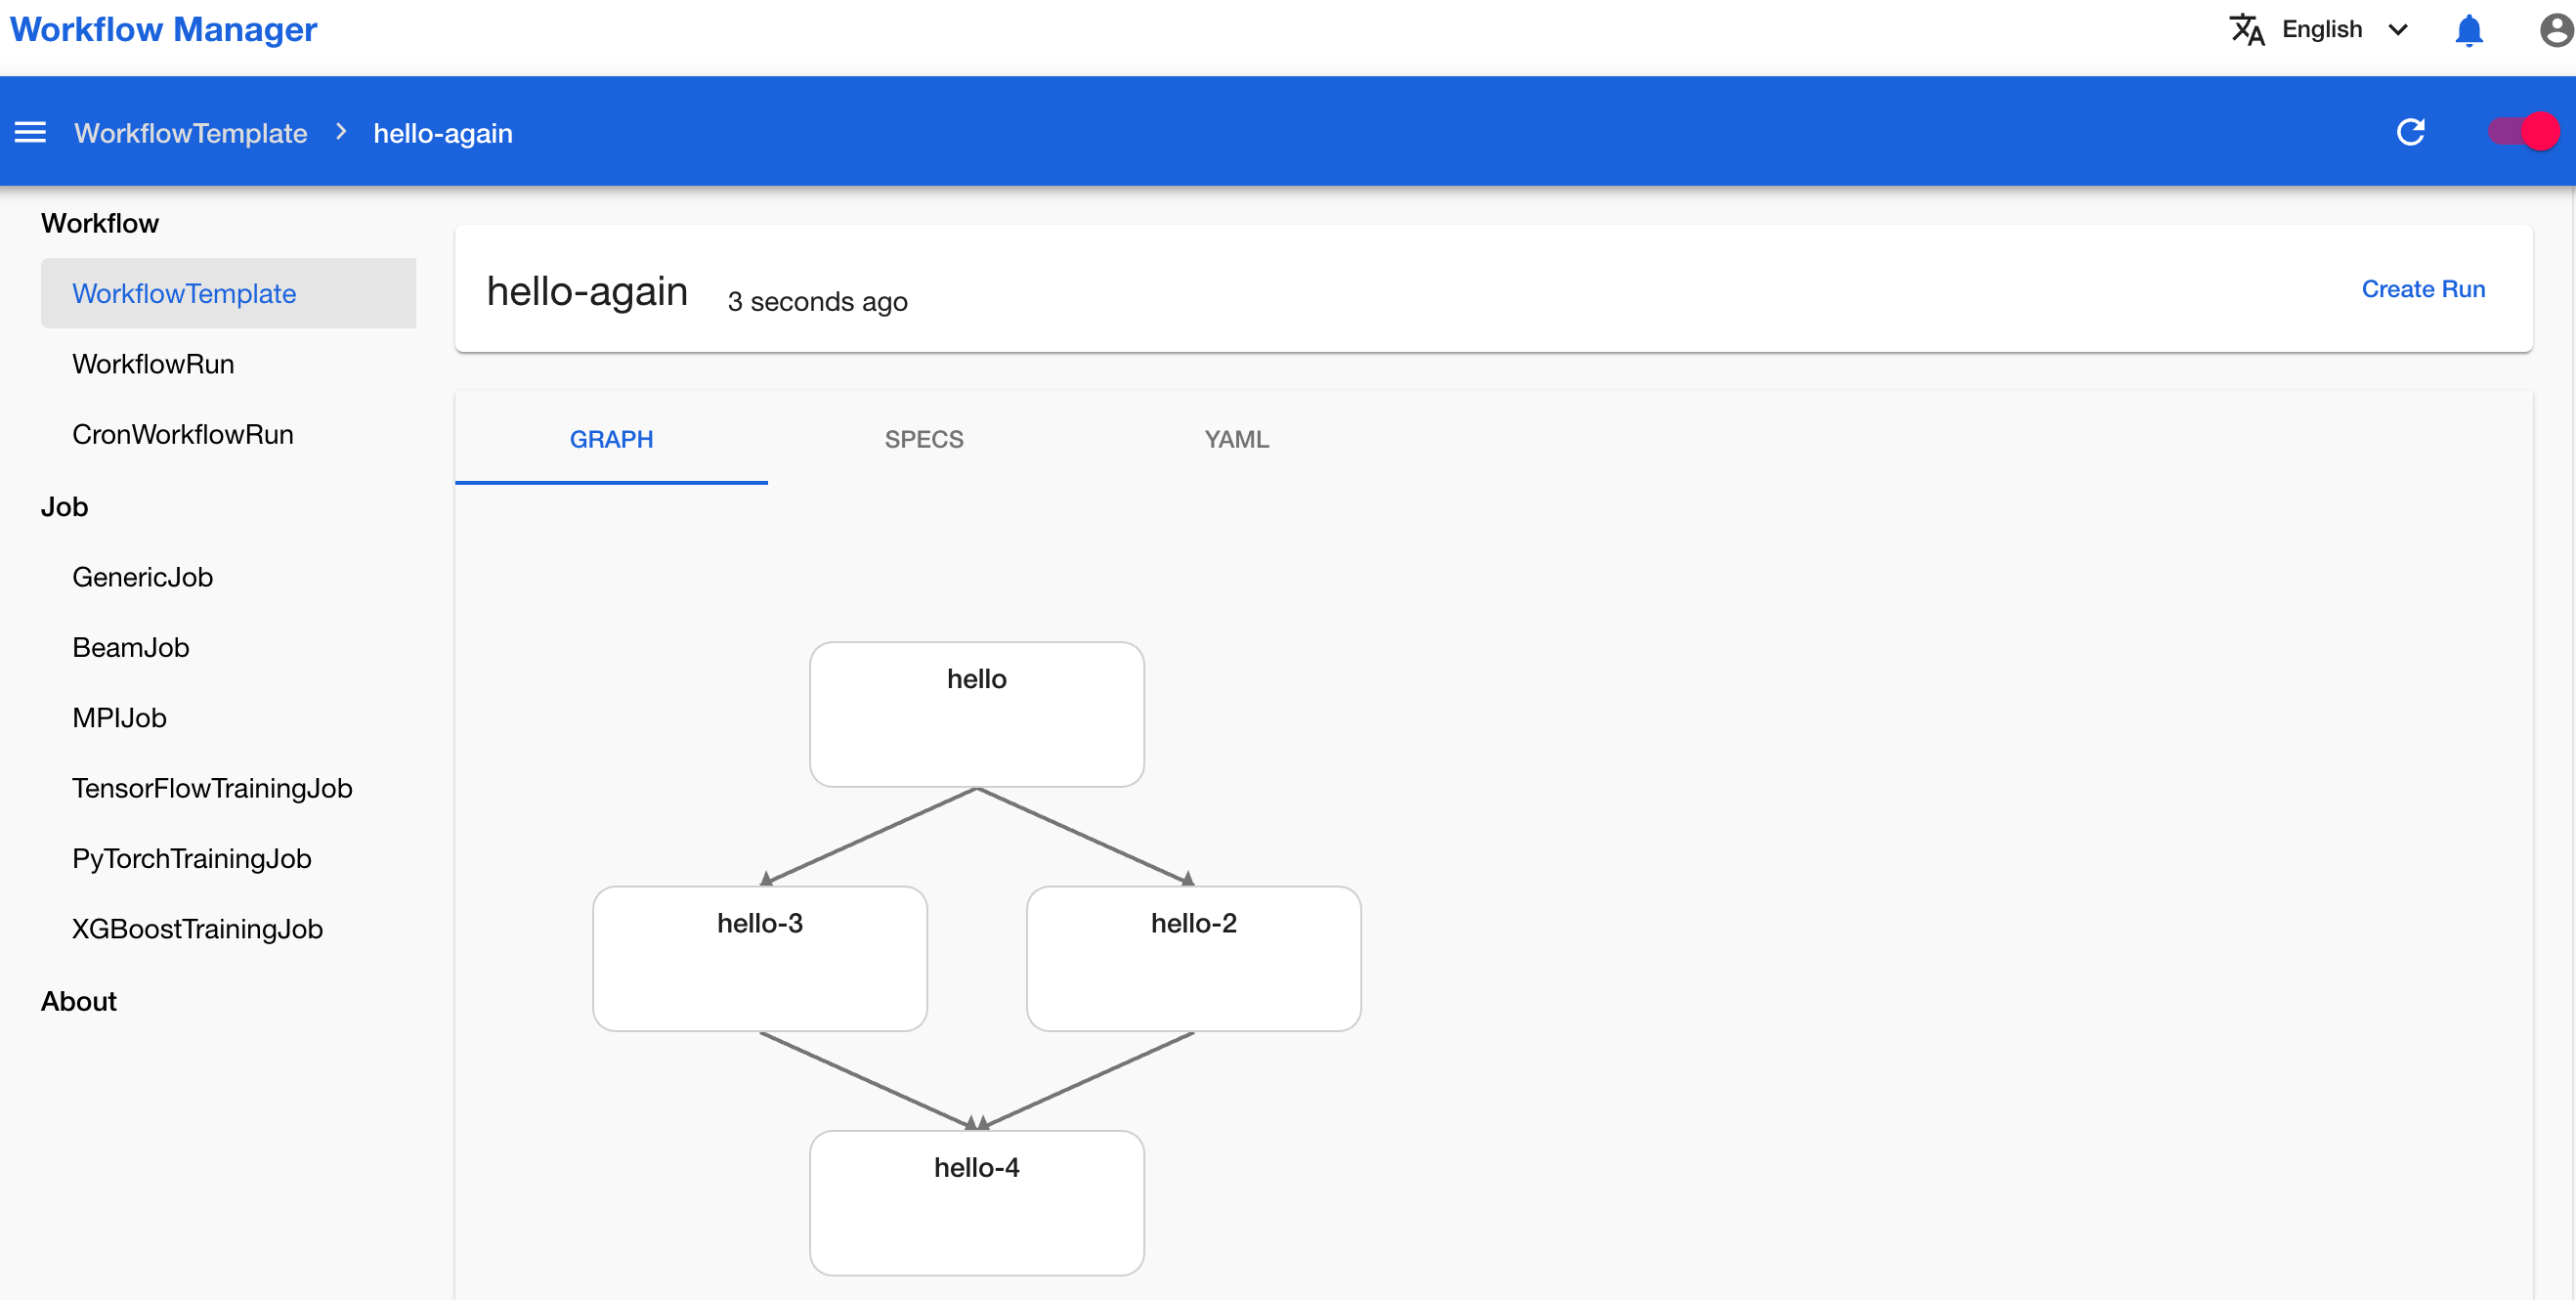 Workflow Manager
English
WorkflowTemplate
hello-again
Workflow
WorkflowTemplate
WorkflowRun
CronWorkflowRun
Job
GenericJob
BeamJob
MPIJob
TensorFlowTrainingJob
PyTorchTrainingJob
XGBoostTrainingJob
About
hello-again 3 seconds ago
Create Run
GRAPH SPECS YAML
hello
hello-3 hello-2
hello-4